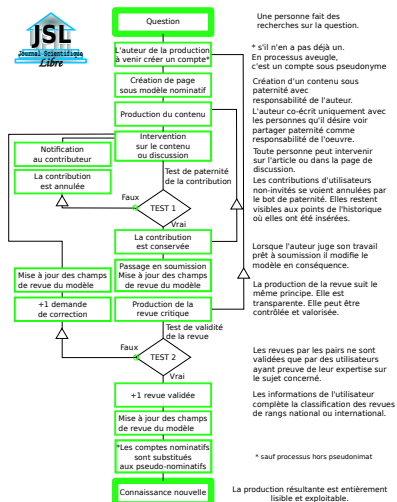 JSL
Journal Scientifique
Libre
Question
Une personne fait des
recherches sur la question.
L'auteur de la production
à venir créer un compte*
* s'il n'en a pas déjà un.
En processus aveugle,
c'est un compte sous pseudonyme
Création de page
sous modèle nominatif
Création d'un contenu sous
paternité avec
responsabilité de l'auteur.
Production du contenu
L'auteur co-écrit uniquement avec
les personnes qu'il désire voir
partager paternité comme
responsabilité de l'oeuvre.
Intervention
sur le contenu
ou discussion
Toute personne peut intervenir
sur l'article ou dans la page de
discussion.
Notification
au contributeur
La contribution
est annulée
Test de paternité
de la contribution
Les contributions d'utilisateurs
non-invités se voient annulées par
le bot de paternité. Elles restent
visibles aux points de l'historique
où elles ont été insérées.
Faux
TEST 1
Vrai
La contribution
est conservée
Passage en soumission
Mise à jour des champs
de revue du modèle
Lorsque l'auteur juge son travail
prêt à soumission il modifie le
modèle en conséquence.
Mise à jour des champs
de revue du modèle
+1 demande
de correction
Production de la
revue critique
La production de la revue suit le
même principe. Elle est
transparente. Elle peut être
contrôlée et valorisée.
Test de validité
de la revue
Faux
TEST 2
Vrai
Les revues par les pairs ne sont
validées que par des utilisateurs
ayant preuve de leur expertise sur
le sujet concerné.
+1 revue validée
Les informations de l'utilisateur
complète la classification des revues
de rangs national ou international.
Mise à jour des champs
de revue du modèle
*Les comptes nominatifs
sont substitués
aux pseudo-nominatifs
* sauf processus hors pseudonimat
Connaissance nouvelle
La production résultante est entièrement
lisible et exploitable.